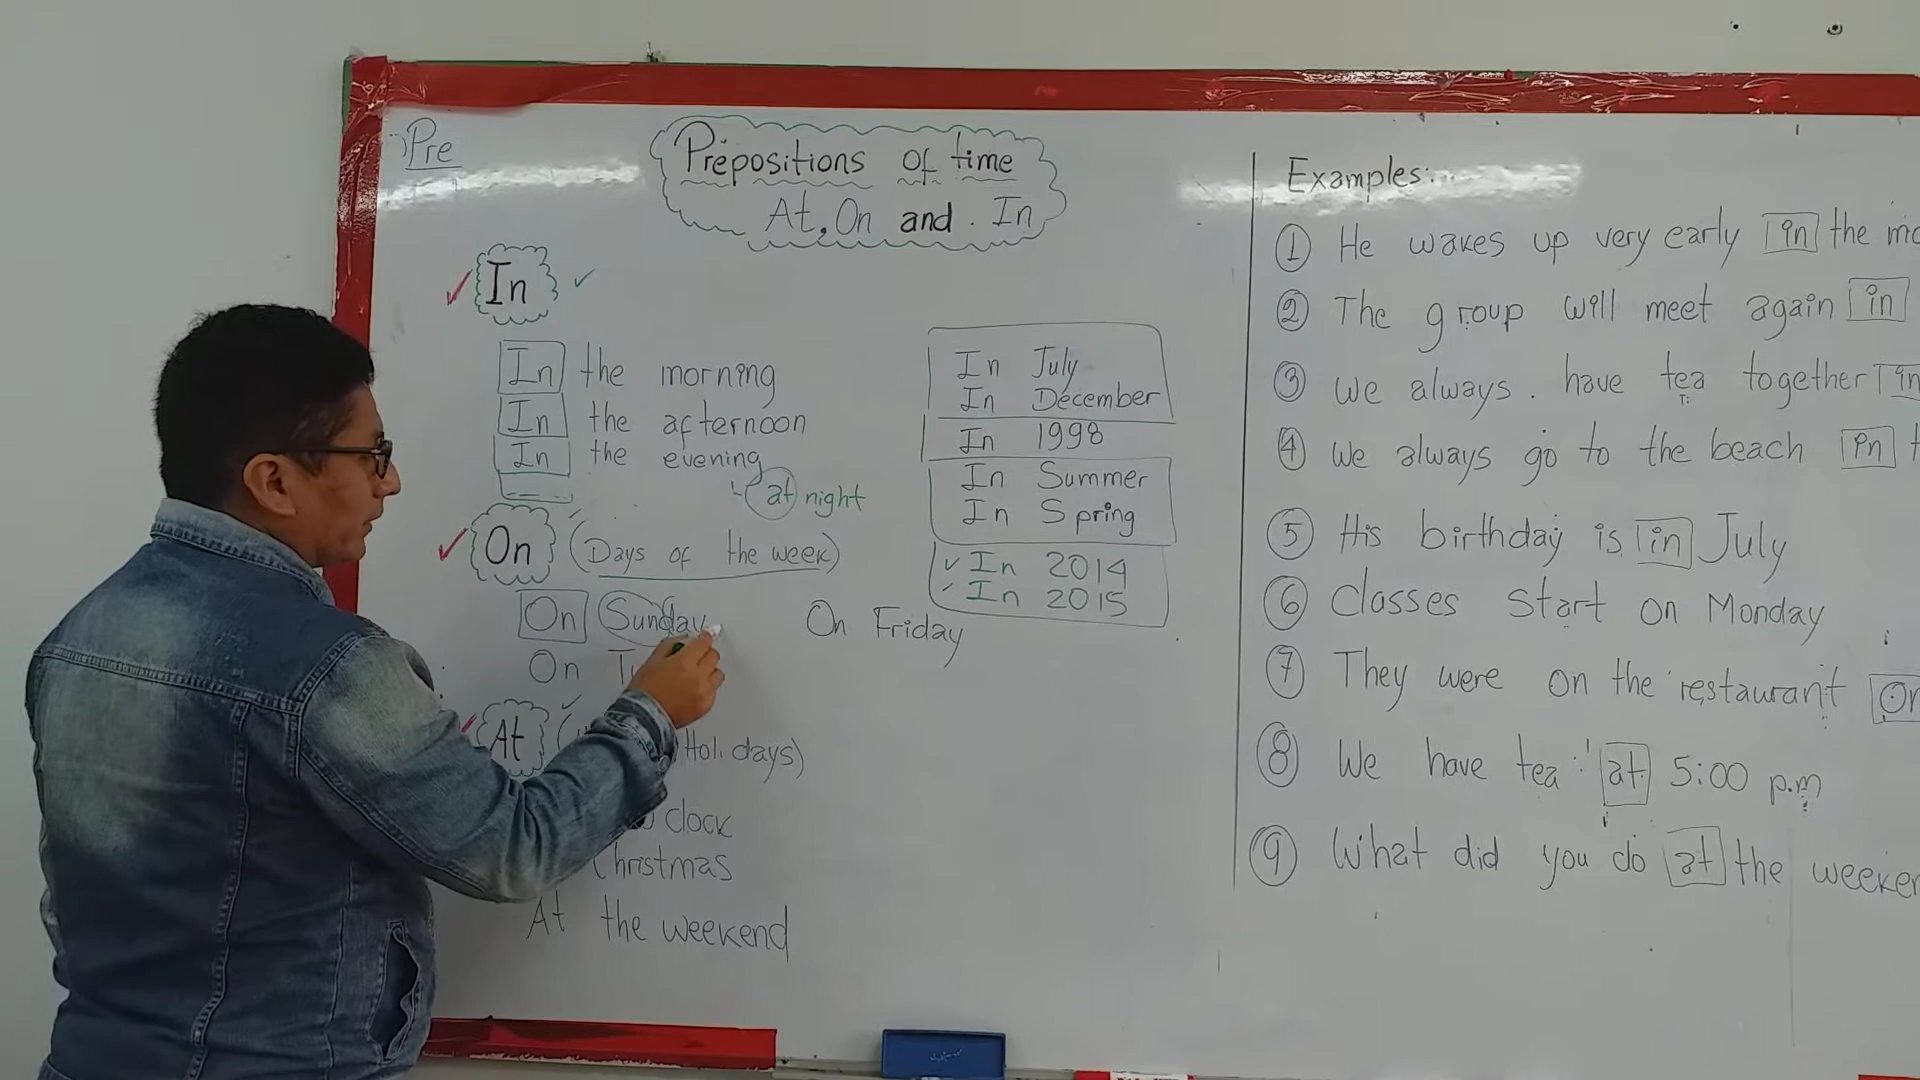 Pre
Prepositions of time
At, On and In
In
In the morning
In the afternoon
In the evening
at night
On (Days of the week)
On Sunday
On
At
Holidays)
clock
Christmas
At the weekend
In July
In December
In 1998
In Summer
In Spring
In 2014
In 2015
On Friday
Examples:
① He wakes up very early in the
② The group will meet again in
③ We always have tea together in
④ We always go to the beach in
⑤ His birthday is in July
⑥ Classes start on Monday
⑦ They were on the restaurant On
⑧ We have tea at 5:00 p.m
⑨ What did you do at the